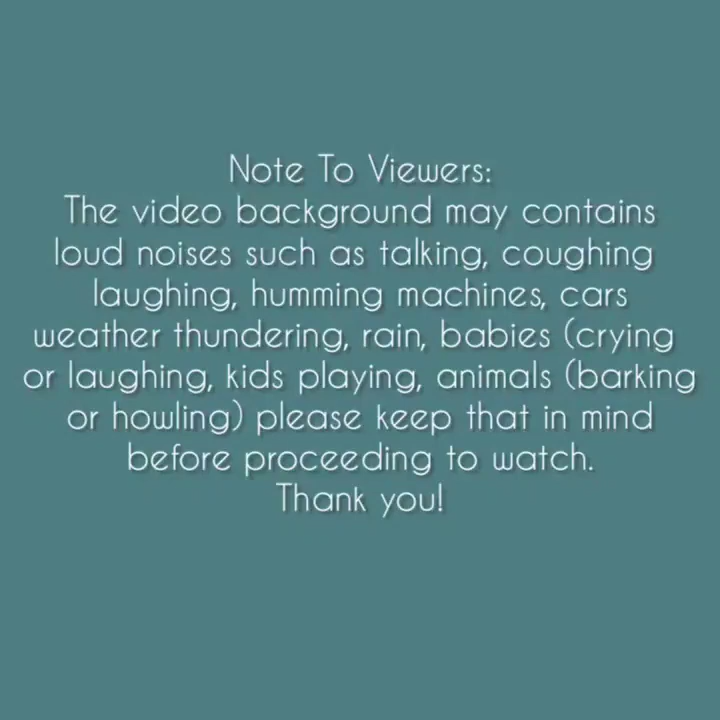 Note To Viewers:
The video background may contains
loud noises such as talking, coughing
laughing, humming machines, cars
weather thundering, rain, babies (crying
or laughing, kids playing, animals (barking
or howling) please keep that in mind
before proceeding to watch.
Thank you!